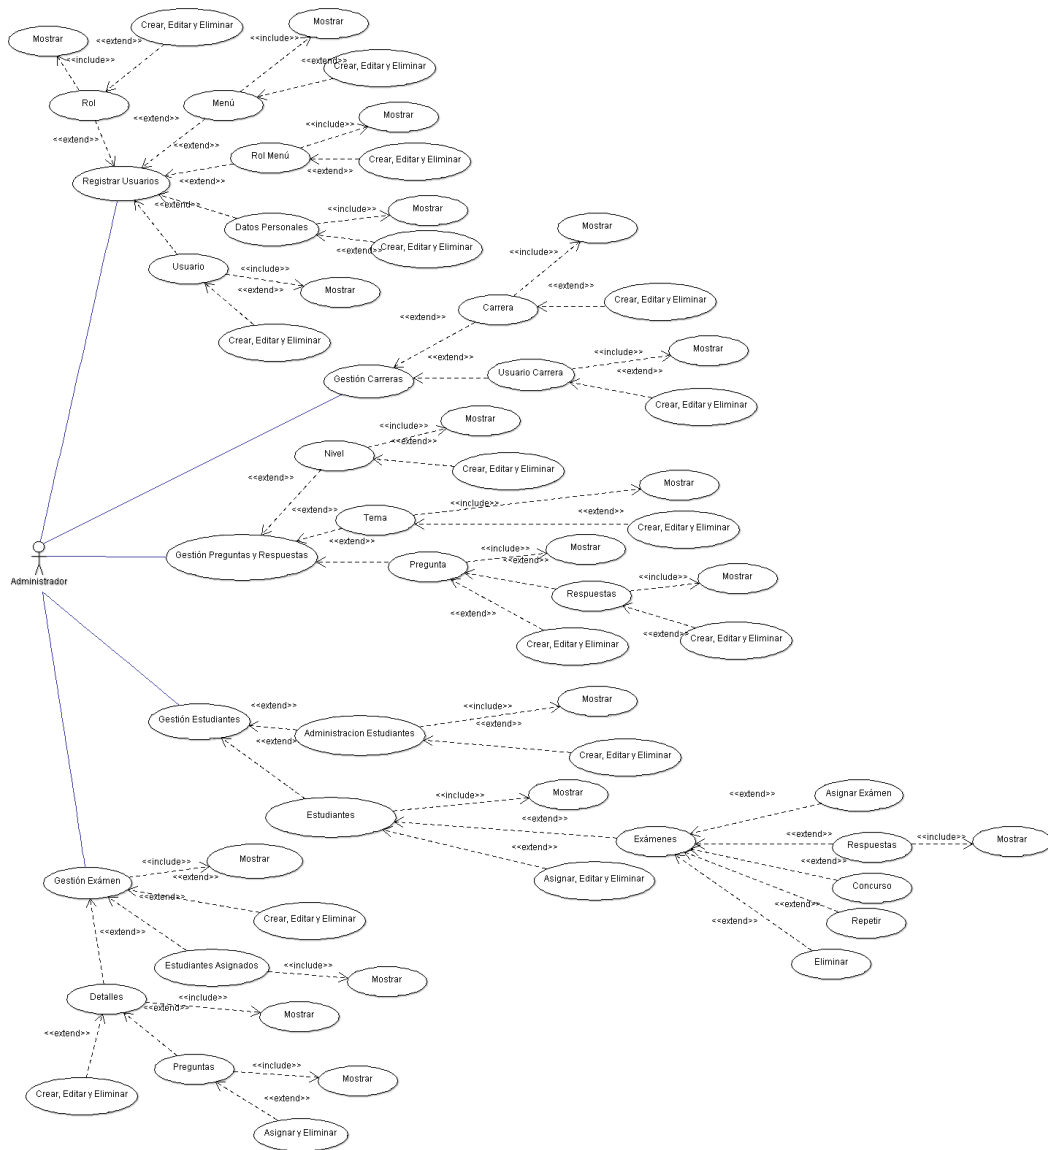 Crear, Editar y Eliminar
Mostrar
Mostrar
<<extend>>
<<include>>
<<include>>
<<extend>>
Crear, Editar y Eliminar
Rol
Menú
<<extend>>
<<extend>>
Mostrar
<<include>>
<<extend>>
Rol Menú
Crear, Editar y Eliminar
<<extend>>
Registrar Usuarios
<<extend>>
<<extend>>
<<include>>
Mostrar
Datos Personales
<<extend>>
Crear, Editar y Eliminar
Mostrar
<<include>>
Usuario
<<include>>
<<extend>>
Mostrar
<<extend>>
Crear, Editar y Eliminar
Carrera
<<extend>>
Crear, Editar y Eliminar
Mostrar
<<include>>
<<extend>>
Usuario Carrera
<<extend>>
Gestión Carreras
Crear, Editar y Eliminar
Mostrar
<<include>>
<<extend>>
Nivel
Crear, Editar y Eliminar
<<extend>>
Mostrar
<<include>>
Tema
<<extend>>
Crear, Editar y Eliminar
<<extend>>
Mostrar
<<include>>
<<extend>>
Gestión Preguntas y Respuestas
Pregunta
Administrador
<<include>>
Mostrar
Respuestas
<<extend>>
<<extend>>
Crear, Editar y Eliminar
Crear, Editar y Eliminar
Mostrar
<<extend>>
<<include>>
Gestión Estudiantes
<<extend>>
Administracion Estudiantes
<<extend>>
Crear, Editar y Eliminar
Mostrar
<<include>>
Asignar Exámen
<<extend>>
Estudiantes
<<extend>>
<<extend>>
<<include>>
Exámenes
Respuestas
Mostrar
<<extend>>
<<extend>>
Asignar, Editar y Eliminar
Concurso
<<include>>
Mostrar
<<extend>>
Gestión Exámen
<<extend>>
<<extend>>
Repetir
Crear, Editar y Eliminar
<<extend>>
<<extend>>
Eliminar
Estudiantes Asignados
<<include>>
Mostrar
Detalles
<<include>>
<<extend>>
Mostrar
<<extend>>
Preguntas
<<include>>
Mostrar
Crear, Editar y Eliminar
<<extend>>
Asignar y Eliminar